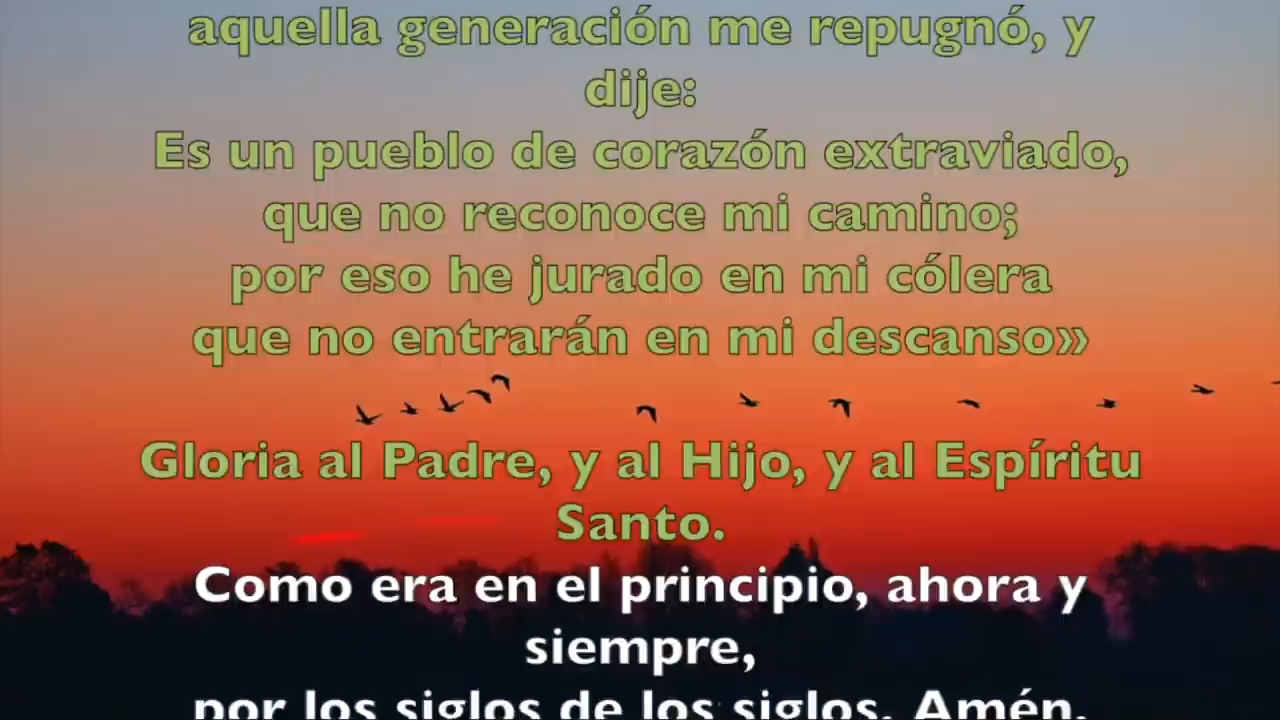 aquella generación me repugnó, y
dije:
Es un pueblo de corazón extraviado,
que no reconoce mi camino;
por eso he jurado en mi cólera
que no entrarán en mi descanso»
Gloria al Padre, y al Hijo, y al Espíritu
Santo.
Como era en el principio, ahora y
siempre,
por los siglos de los siglos. Amén.